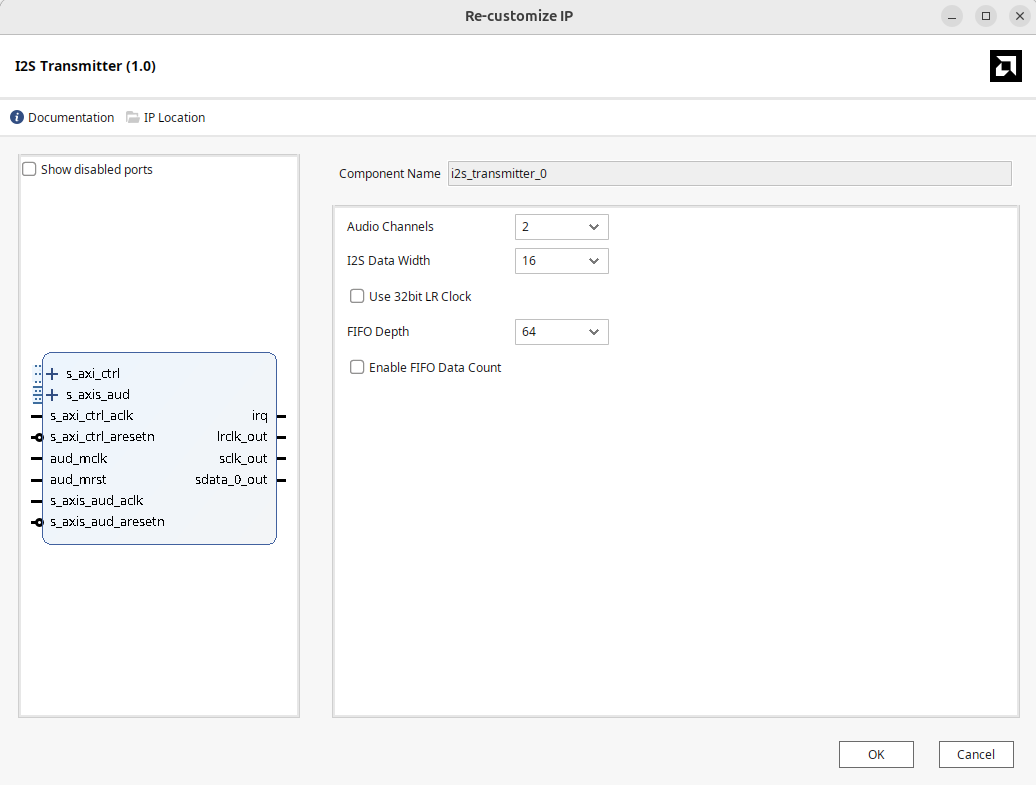 Re-customize IP
I2S Transmitter (1.0)
Documentation
IP Location
Show disabled ports
s_axi_ctrl
s_axis_aud
s_axi_ctrl_aclk
irq
s_axi_ctrl_aresetn
lrclk_out
aud_mclk
sclk_out
aud_mrst
sdata_0_out
s_axis_aud_aclk
s_axis_aud_aresetn
Component Name
i2s_transmitter_0
Audio Channels
2
I2S Data Width
16
Use 32bit LR Clock
FIFO Depth
64
Enable FIFO Data Count
OK
Cancel